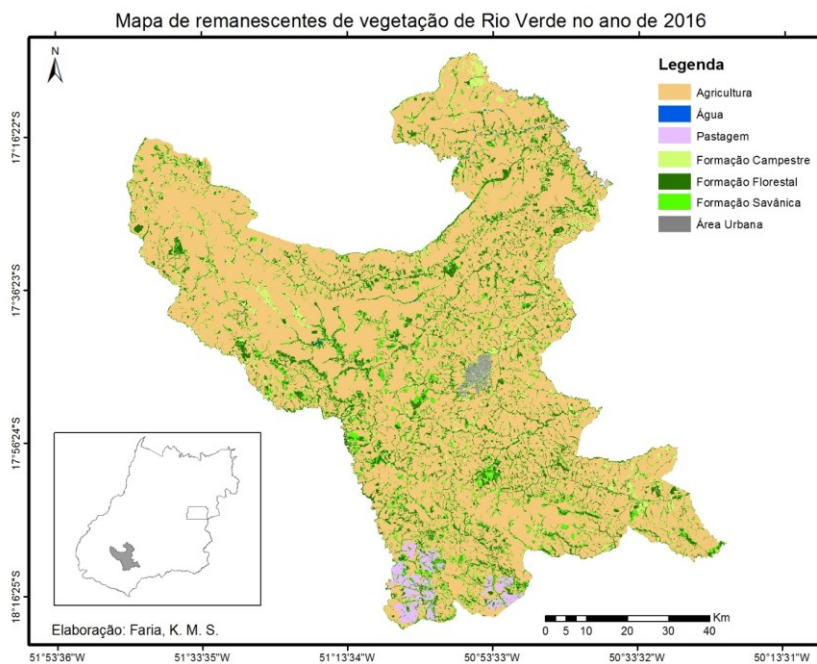 Mapa de remanescentes de vegetação de Rio Verde no ano de 2016
N
Legenda
Agricultura
Água
Pastagem
Formação Campestre
Formação Florestal
Formação Savânica
Área Urbana
17°16'22"S
17°36'23"S
17°56'24"S
18°16'25"S
Elaboração: Faria, K. M. S.
Km
0 5 10 20 30 40
51°53'36"W 51°33'35"W 51°13'34"W 50°53'33"W 50°33'32"W 50°13'31"W